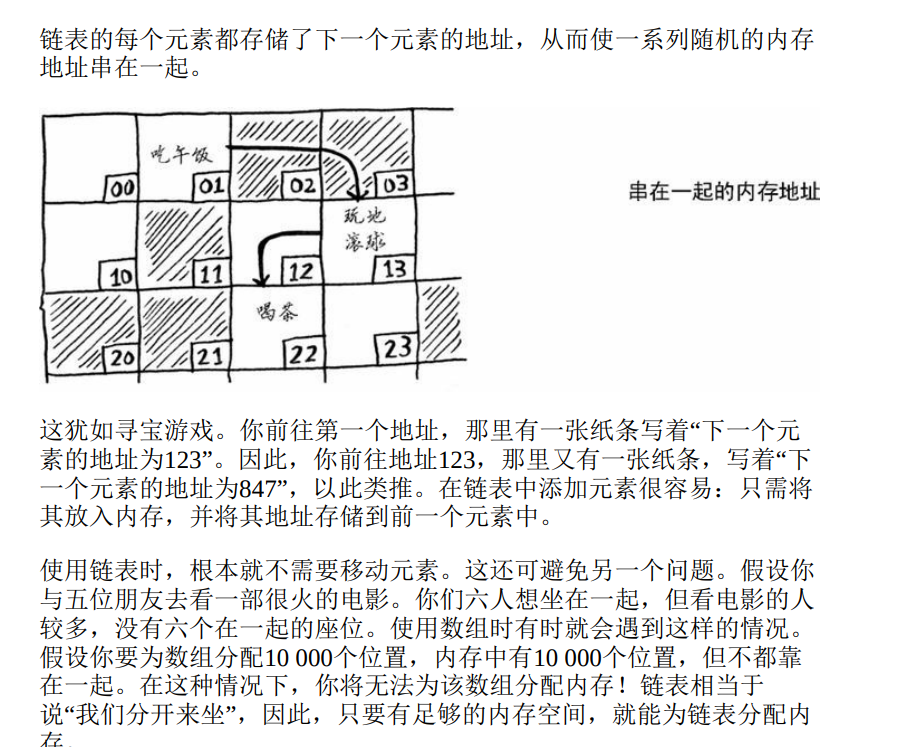 链表的每个元素都存储了下一个元素的地址，从而使一系列随机的内存
地址串在一起。
吃午饭
00
01
02
03
串在一起的内存地址
玩地
滚球
10
11
12
13
喝茶
20
21
22
23
这犹如寻宝游戏。你前往第一个地址，那里有一张纸条写着“下一个元
素的地址为123”。因此，你前往地址123，那里又有一张纸条，写着“下
一个元素的地址为847”，以此类推。在链表中添加元素很容易：只需将
其放入内存，并将其地址存储到前一个元素中。
使用链表时，根本就不需要移动元素。这还可避免另一个问题。假设你
与五位朋友去看一部很火的电影。你们六人想坐在一起，但看电影的人
较多，没有六个在一起的座位。使用数组时有时就会遇到这样的情况。
假设你要为数组分配10 000个位置，内存中有10 000个位置，但不都靠
在一起。在这种情况下，你将无法为该数组分配内存！链表相当于
说“我们分开来坐”，因此，只要有足够的内存空间，就能为链表分配内
存。